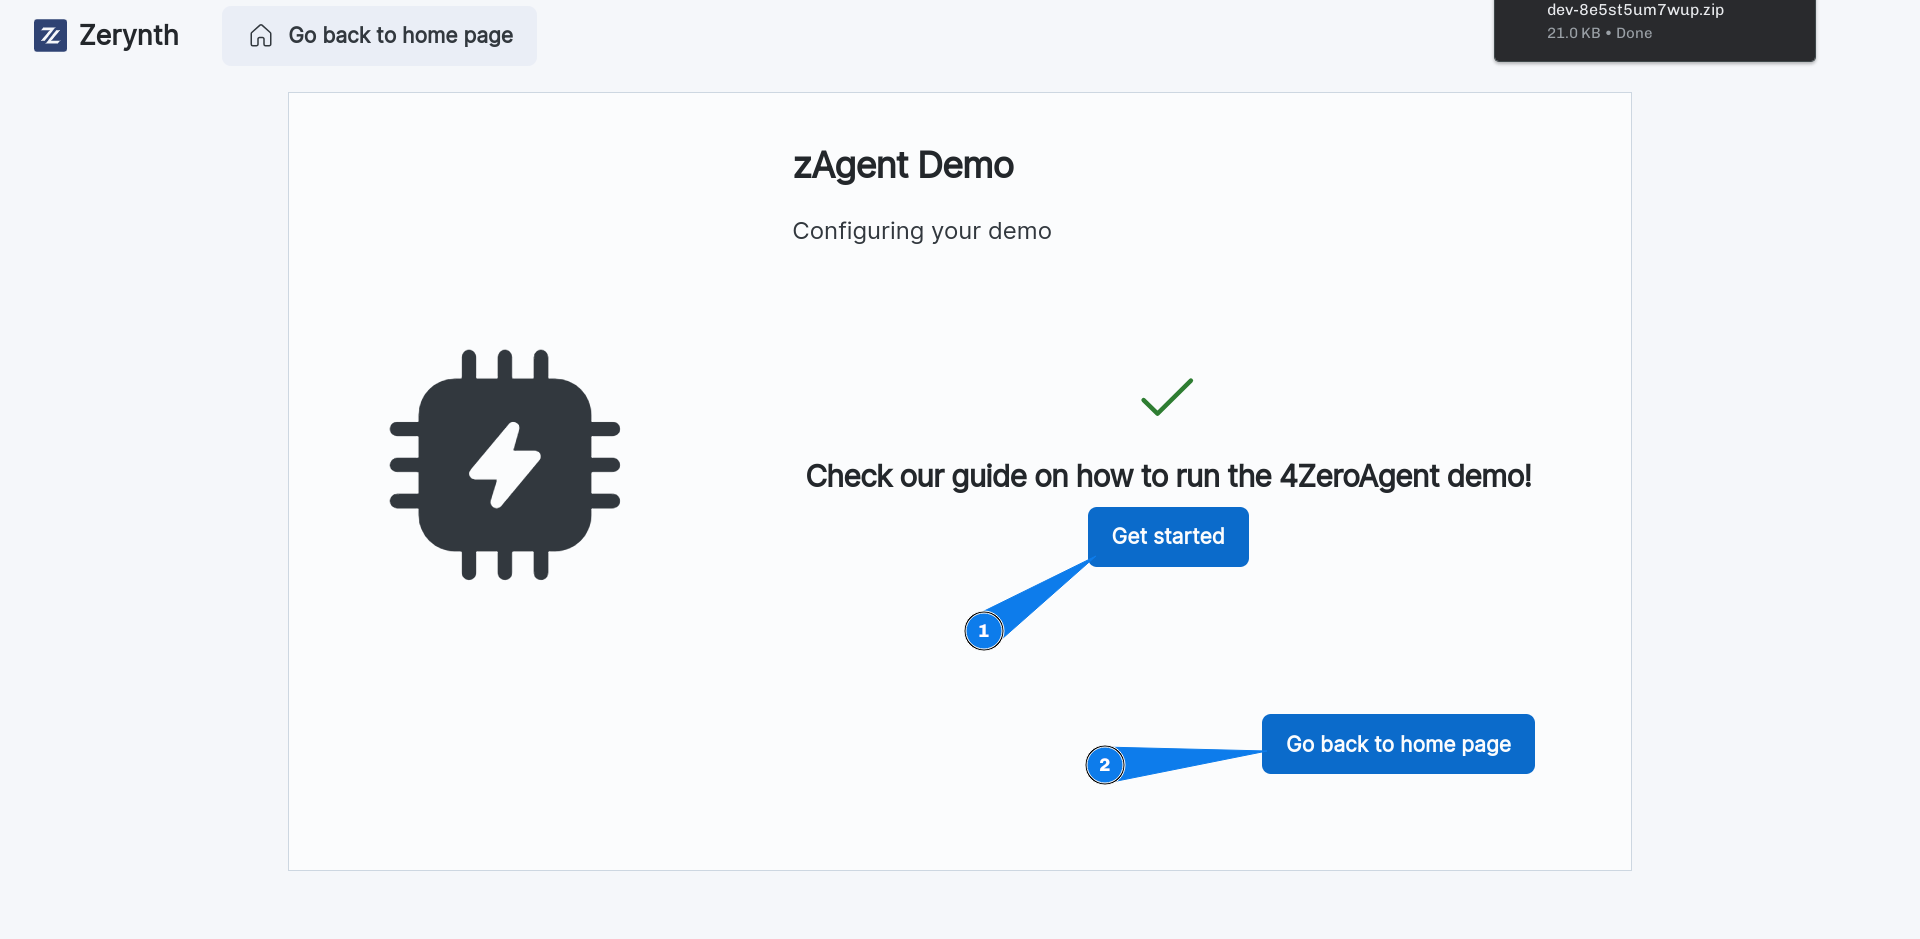 Zerynth
Go back to home page
dev-8e5st5um7wup.zip
21.0 KB • Done
zAgent Demo
Configuring your demo
Check our guide on how to run the 4ZeroAgent demo!
Get started
1
2
Go back to home page